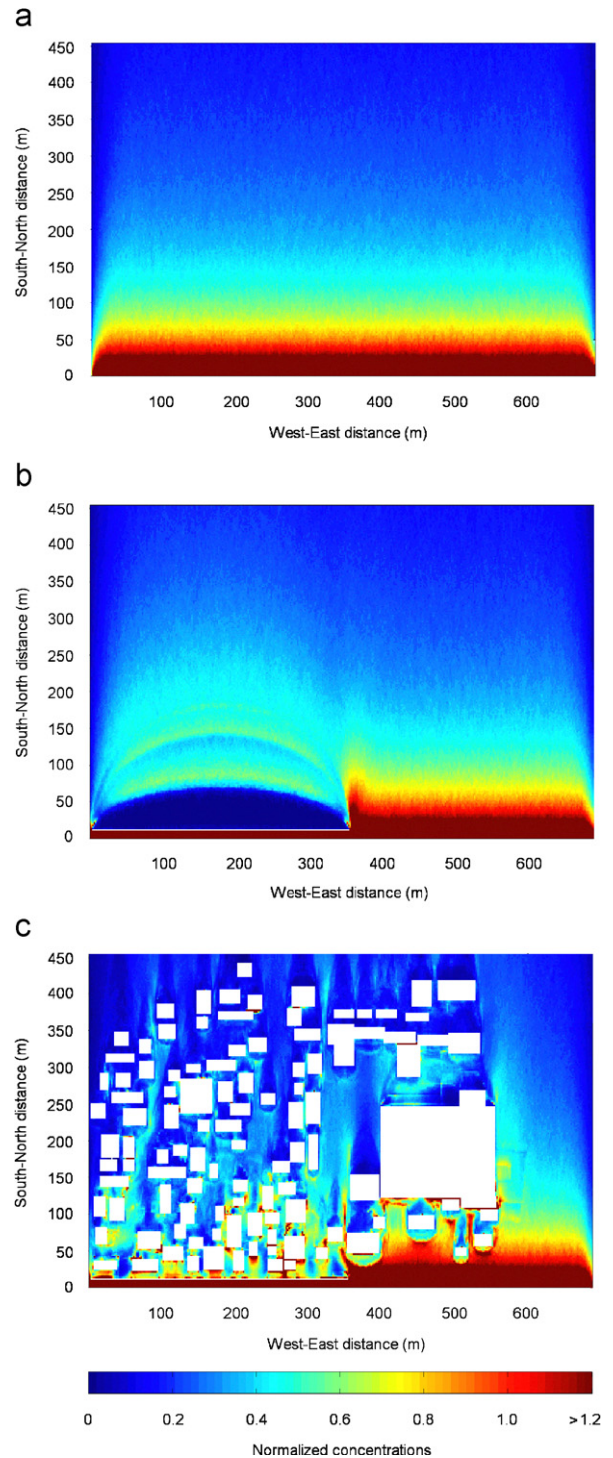 a
450
400
350
300
250
200
150
100
50
0
South-North distance (m)
100 200 300 400 500 600
West-East distance (m)
b
450
400
350
300
250
200
150
100
50
0
South-North distance (m)
100 200 300 400 500 600
West-East distance (m)
c
450
400
350
300
250
200
150
100
50
0
South-North distance (m)
100 200 300 400 500 600
West-East distance (m)
0 0.2 0.4 0.6 0.8 1.0 >1.2
Normalized concentrations